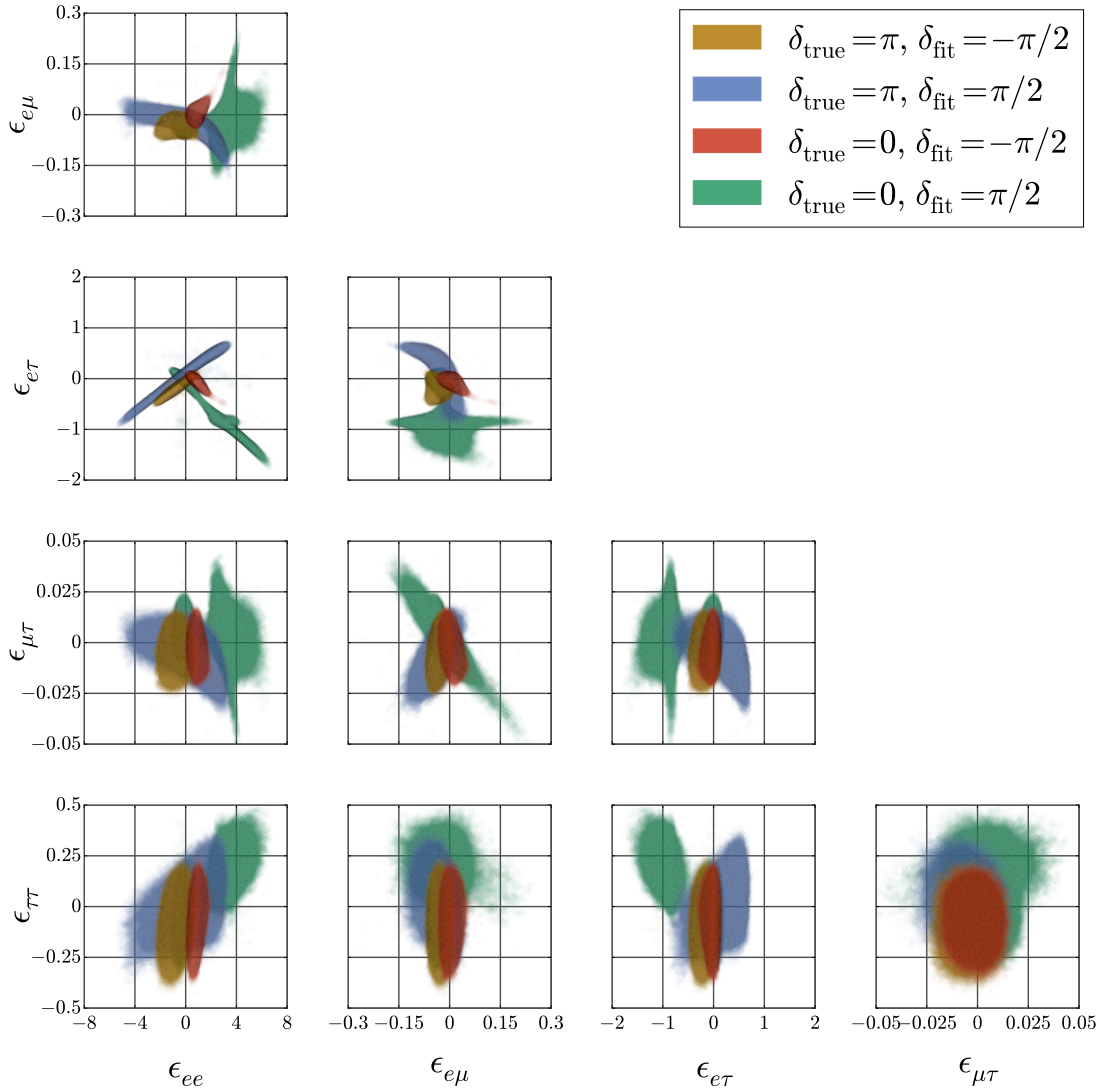 0.3
0.15
0
−0.15
−0.3
ϵeμ
δtrue=π, δfit=−π/2
δtrue=π, δfit=π/2
δtrue=0, δfit=−π/2
δtrue=0, δfit=π/2
2
1
0
−1
−2
ϵeτ
0.05
0.025
0
−0.025
−0.05
ϵμτ
0.5
0.25
0
−0.25
−0.5
ϵττ
−8 −4 0 4 8
−0.3 −0.15 0 0.15 0.3
−2 −1 0 1 2
−0.05 −0.025 0 0.025 0.05
ϵee ϵeμ ϵeτ ϵμτ